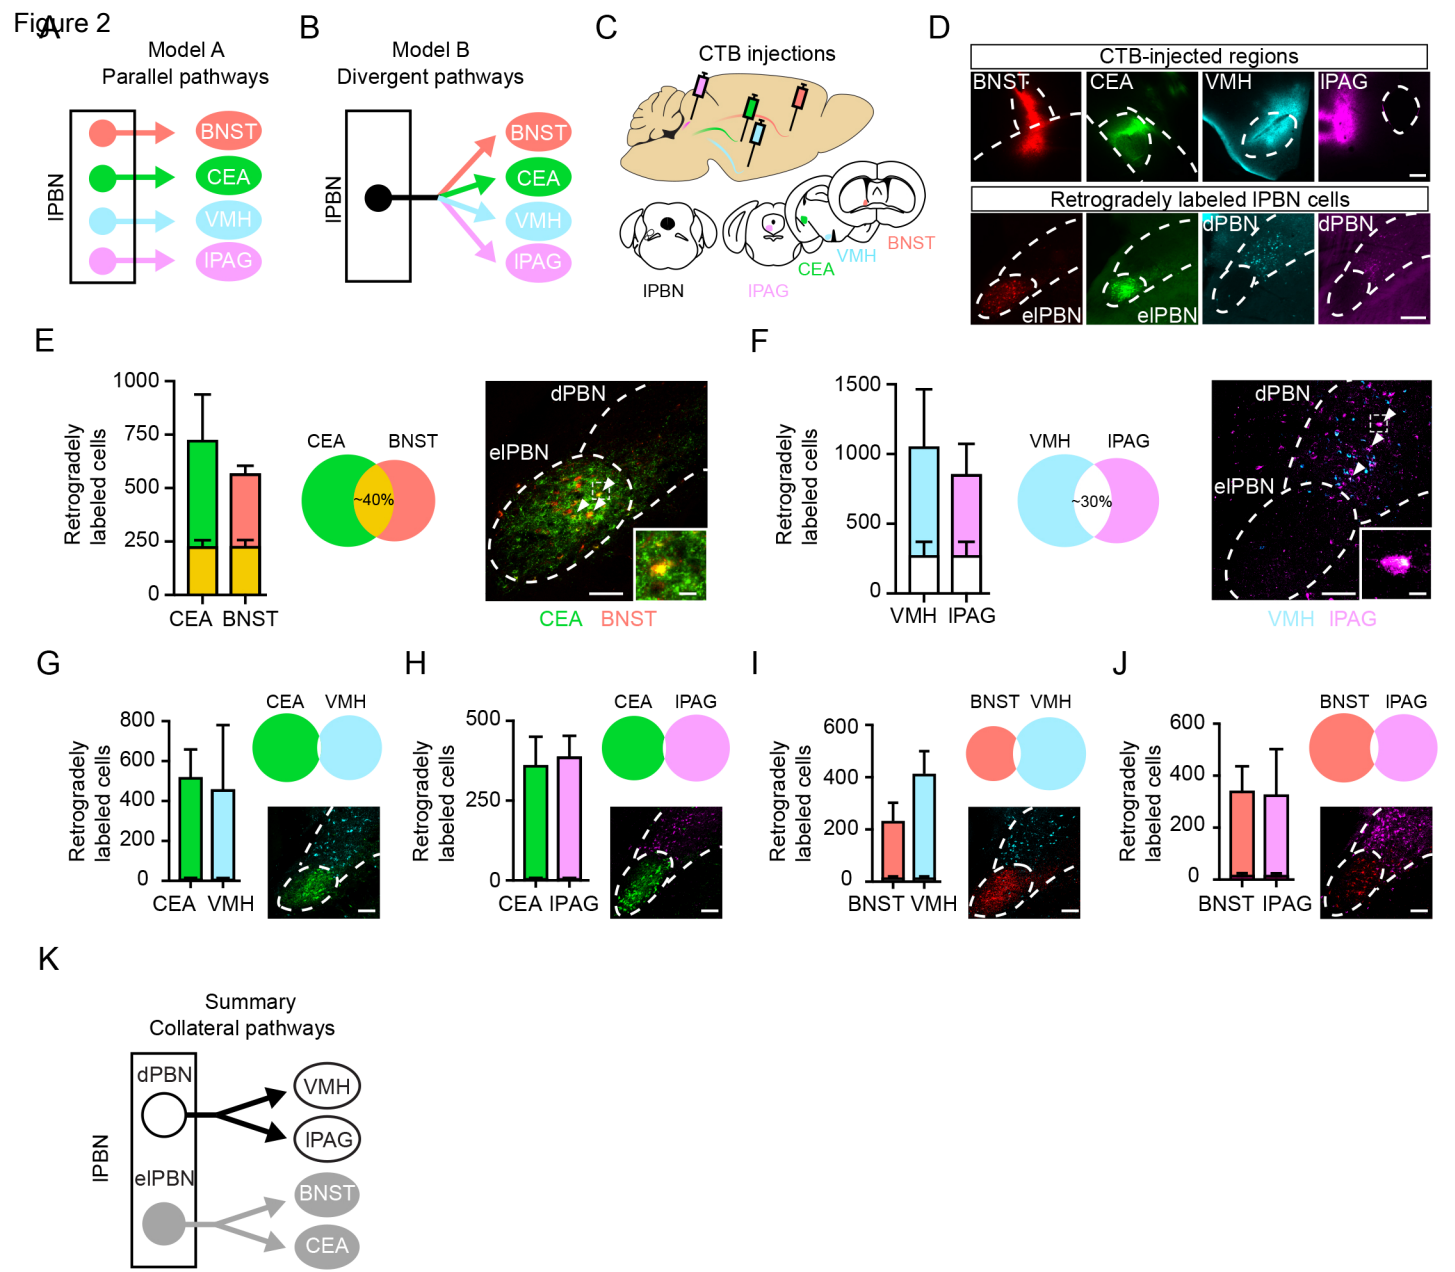 Figure 2
A
Model A
Parallel pathways
lPBN
BNST
CEA
VMH
lPAG
B
Model B
Divergent pathways
lPBN
BNST
CEA
VMH
lPAG
C
CTB injections
lPBN
lPAG
CEA
VMH
BNST
D
CTB-injected regions
BNST
CEA
VMH
lPAG
Retrogradely labeled lPBN cells
elPBN
elPBN
dPBN
dPBN
E
Retrogradely
labeled cells
1000
750
500
250
0
CEA BNST
CEA BNST
~40%
dPBN
elPBN
CEA BNST
F
Retrogradely
labeled cells
1500
1000
500
0
VMH lPAG
VMH lPAG
~30%
dPBN
elPBN
VMH lPAG
G
Retrogradely
labeled cells
800
600
400
200
0
CEA VMH
CEA VMH
H
Retrogradely
labeled cells
500
250
0
CEA lPAG
CEA lPAG
I
Retrogradely
labeled cells
600
400
200
0
BNST VMH
BNST VMH
J
Retrogradely
labeled cells
600
400
200
0
BNST lPAG
BNST lPAG
K
Summary
Collateral pathways
lPBN
dPBN
VMH
lPAG
elPBN
BNST
CEA